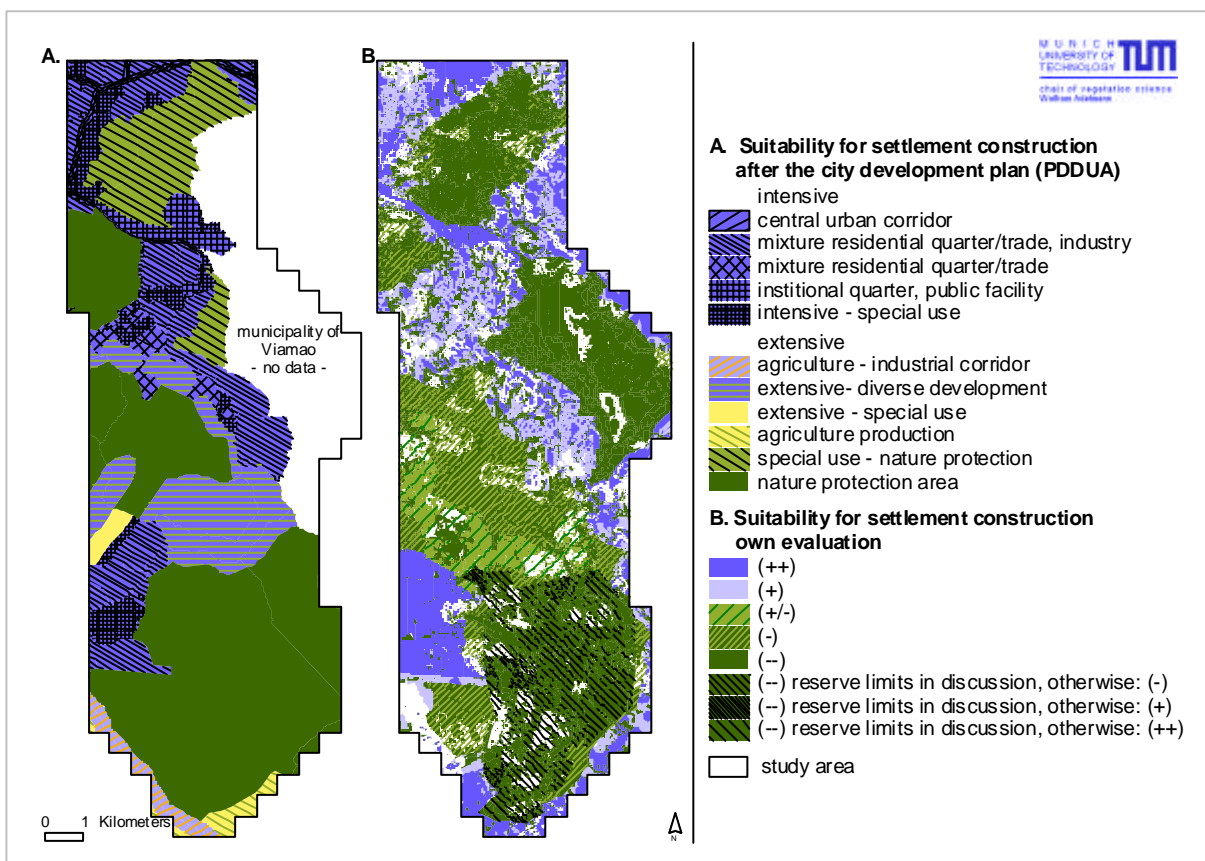 A.
B.
municipality of
Viamao
- no data -
0 1 Kilometers
N
MUNICH
UNIVERSITY OF
TECHNOLOGY
TUM
chair of vegetation science
A. Suitability for settlement construction
after the city development plan (PDDUA)
intensive
central urban corridor
mixture residential quarter/trade, industry
mixture residential quarter/trade
institional quarter, public facility
intensive - special use
extensive
agriculture - industrial corridor
extensive- diverse development
extensive - special use
agriculture production
special use - nature protection
nature protection area
B. Suitability for settlement construction
own evaluation
(++)
(+)
(+/-)
(-)
(--)
(--) reserve limits in discussion, otherwise: (-)
(--) reserve limits in discussion, otherwise: (+)
(--) reserve limits in discussion, otherwise: (++)
study area